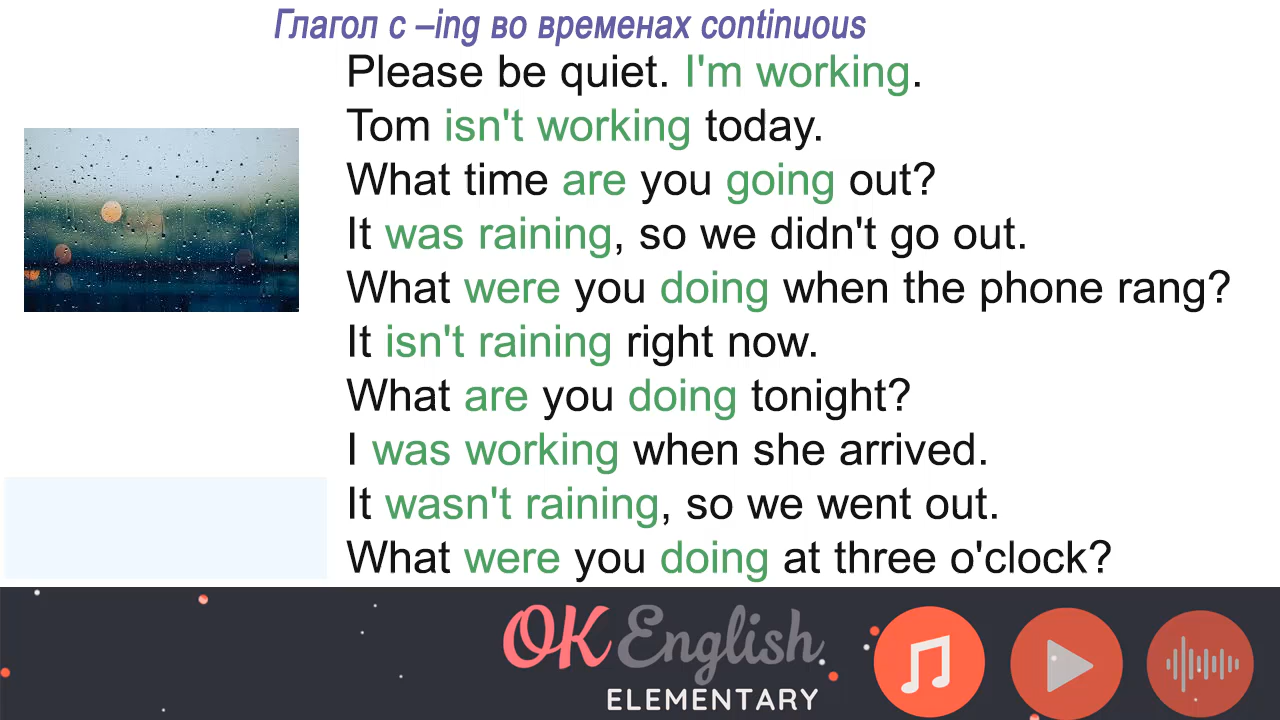 Глагол с –ing во временах continuous
Please be quiet. I'm working.
Tom isn't working today.
What time are you going out?
It was raining, so we didn't go out.
What were you doing when the phone rang?
It isn't raining right now.
What are you doing tonight?
I was working when she arrived.
It wasn't raining, so we went out.
What were you doing at three o'clock?
OK English
ELEMENTARY